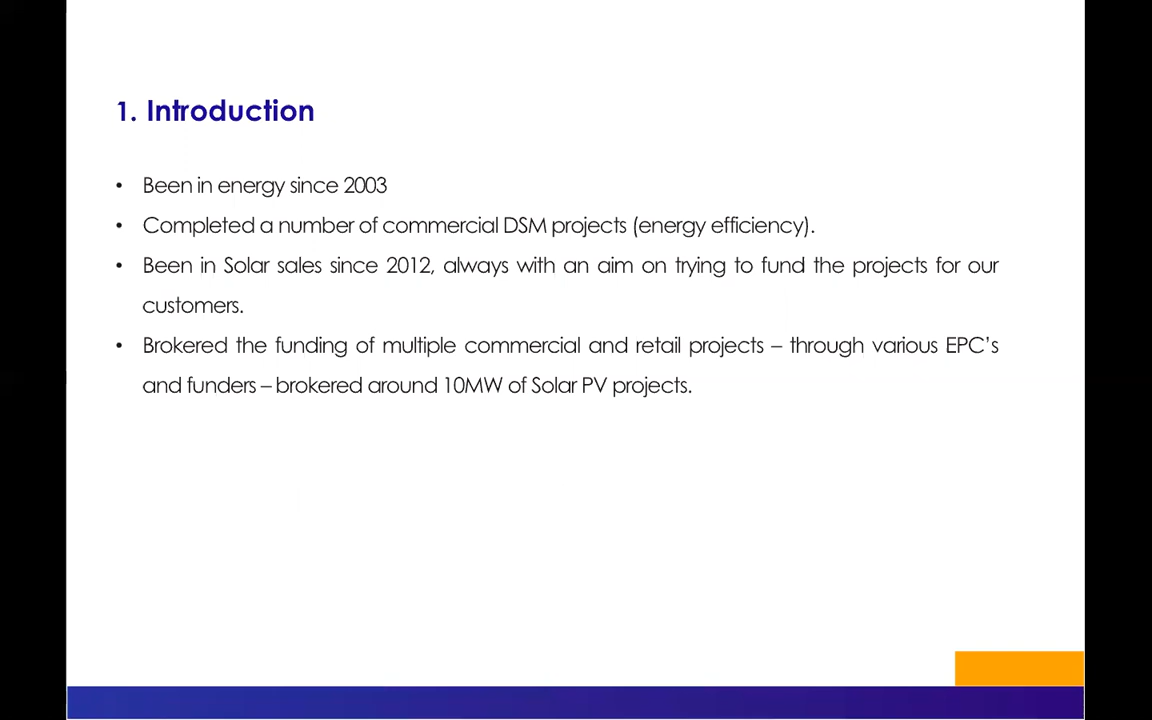 1. Introduction
• Been in energy since 2003
• Completed a number of commercial DSM projects (energy efficiency).
• Been in Solar sales since 2012, always with an aim on trying to fund the projects for our
customers.
• Brokered the funding of multiple commercial and retail projects – through various EPC’s
and funders – brokered around 10MW of Solar PV projects.